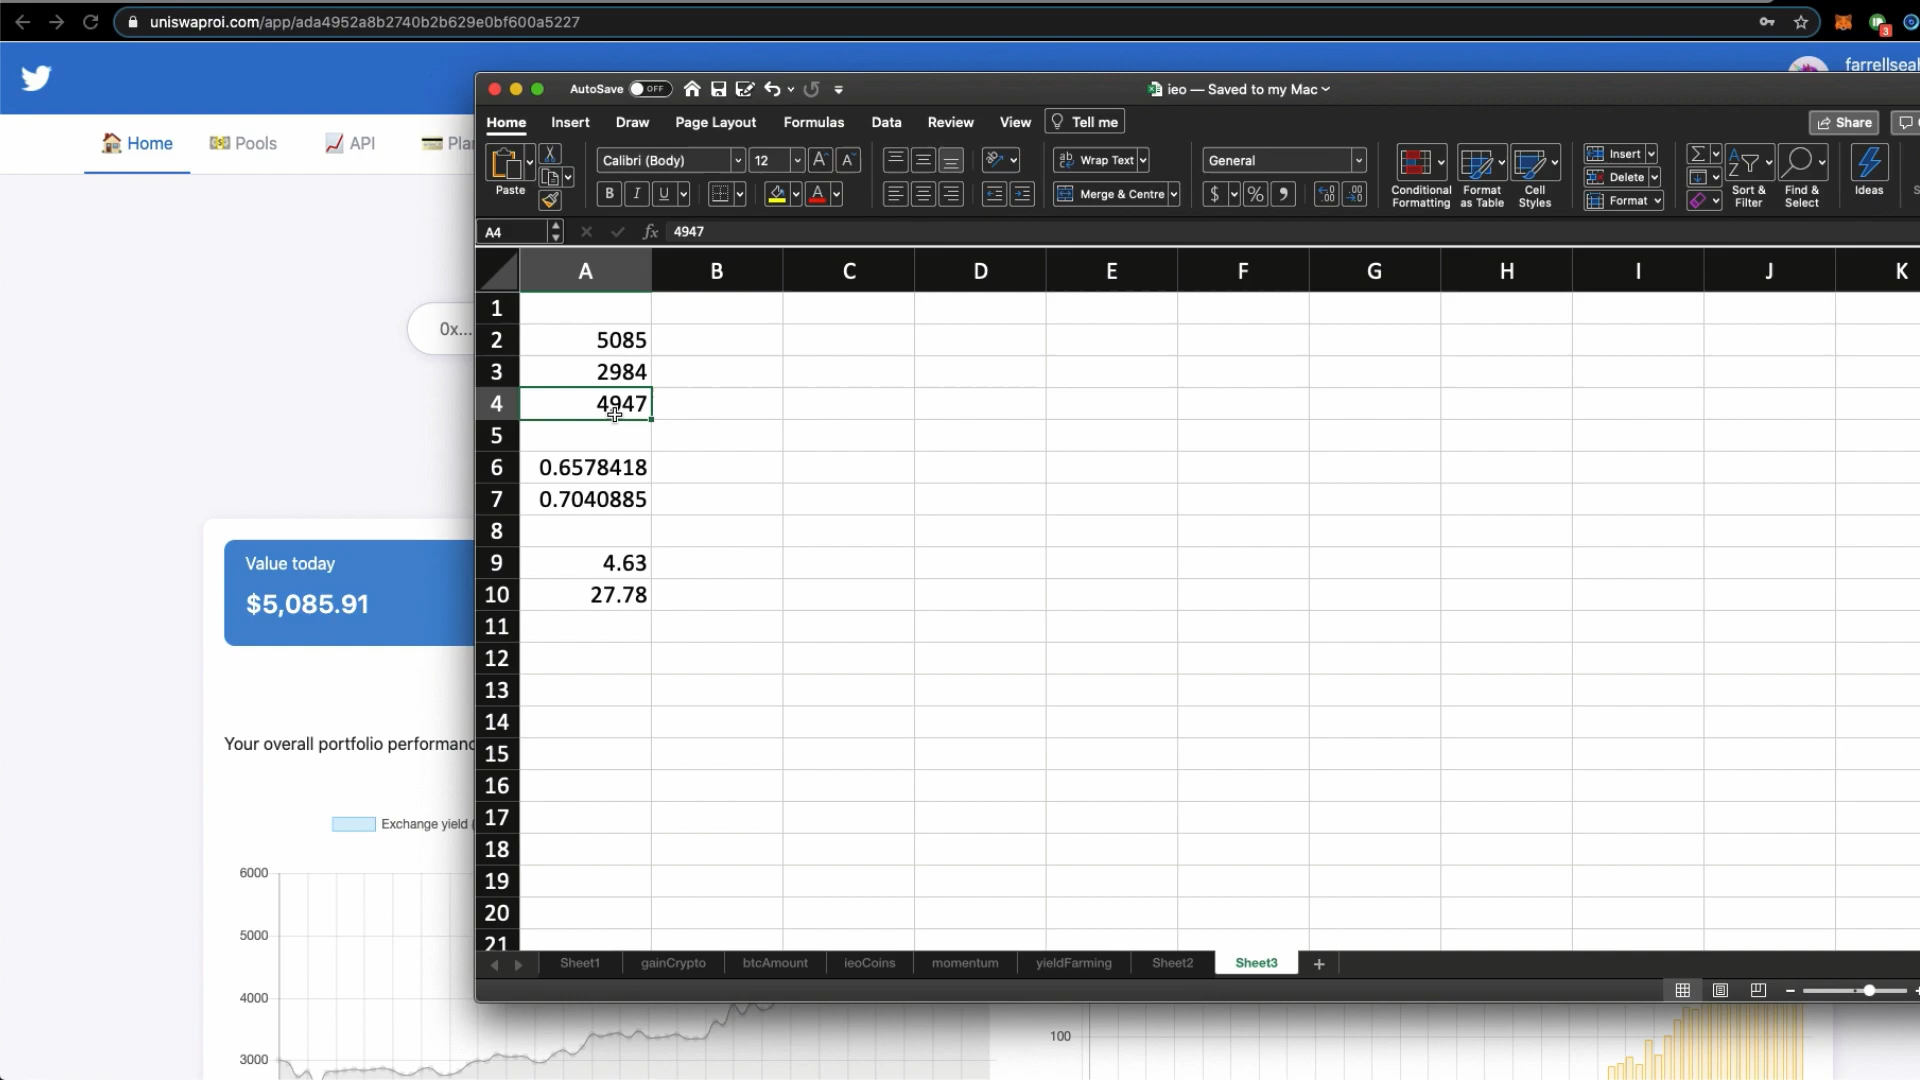 uniswaproi.com/app/ada4952a8b2740b2b629e0bf600a5227
3
farrellseah
Home Pools API Plan
0x...
Value today
$5,085.91
Your overall portfolio performance
Exchange yield (
6000
5000
4000
3000
100
AutoSave OFF
ieo — Saved to my Mac
Home Insert Draw Page Layout Formulas Data Review View Tell me
Share
Paste
Calibri (Body) 12
Wrap Text
Merge & Centre
General
Conditional Formatting
Format as Table
Cell Styles
Insert
Delete
Format
Sort & Filter
Find & Select
Ideas
A4 fx 4947
A B C D E F G H I J K
1
2 5085
3 2984
4 4947
5
6 0.6578418
7 0.7040885
8
9 4.63
10 27.78
11
12
13
14
15
16
17
18
19
20
21
Sheet1 gainCrypto btcAmount ieoCoins momentum yieldFarming Sheet2 Sheet3 +